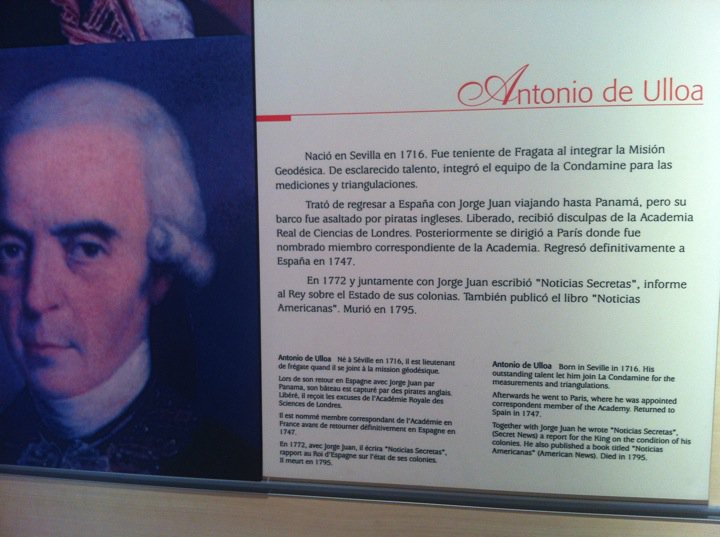 Antonio de Ulloa
Nació en Sevilla en 1716. Fue teniente de Fragata al integrar la Misión
Geodésica. De esclarecido talento, integró el equipo de la Condamine para las
mediciones y triangulaciones.
Trató de regresar a España con Jorge Juan viajando hasta Panamá, pero su
barco fue asaltado por piratas ingleses. Liberado, recibió disculpas de la Academia
Real de Ciencias de Londres. Posteriormente se dirigió a París donde fue
nombrado miembro correspondiente de la Academia. Regresó definitivamente a
España en 1747.
En 1772 y juntamente con Jorge Juan escribió "Noticias Secretas", informe
al Rey sobre el Estado de sus colonias. También publicó el libro "Noticias
Americanas". Murió en 1795.
Antonio de Ulloa Né à Séville en 1716, il est lieutenant
de frégate quand il se joint à la mission géodésique.
Lors de son retour en Espagne avec Jorge Juan par
Panama, son bâteau est capturé par des pirates anglais.
Libéré, il reçoit les excuses de l'Académie Royale des
Sciences de Londres.
Il est nommé membre correspondant de l'Académie en
France avant de retourner définitivement en Espagne en
1747.
En 1772, avec Jorge Juan, il écrira "Noticias Secretas",
rapport au Roi d'Espagne sur l'état de ses colonies.
Il meurt en 1795.
Antonio de Ulloa Born in Seville in 1716. His
outstanding talent let him join La Condamine for the
measurements and triangulations.
Afterwards he went to Paris, where he was appointed
correspondent member of the Academy. Returned to
Spain in 1747.
Together with Jorge Juan he wrote "Noticias Secretas",
(Secret News) a report for the King on the condition of his
colonies. He also published a book titled "Noticias
Americanas" (American News). Died in 1795.